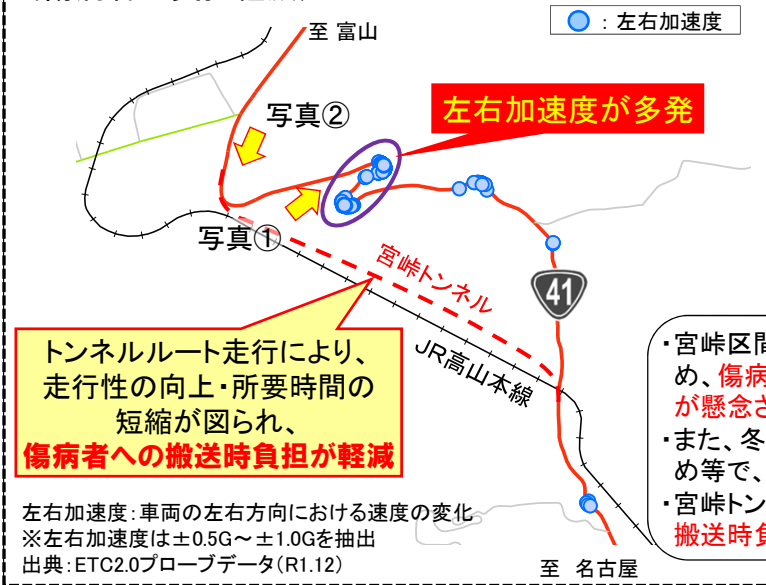 ：左右加速度
至 富山
写真②
左右加速度が多発
写真①
宮峠トンネル
41
JR高山本線
トンネルルート走行により、
走行性の向上・所要時間の
短縮が図られ、
傷病者への搬送時負担が軽減
・宮峠区間
め、傷病
が懸念さ
・また、冬
め等で、
・宮峠トン
搬送時負
左右加速度：車両の左右方向における速度の変化
※左右加速度は±0.5G～±1.0Gを抽出
出典：ETC2.0プローブデータ(R1.12)
至 名古屋